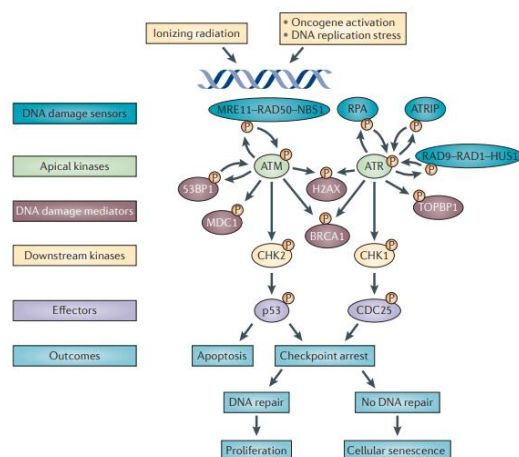 Ionizing radiation
• Oncogene activation
• DNA replication stress
DNA damage sensors
MRE11–RAD50–NBS1
RPA
ATRIP
P
P
P
RAD9–RAD1–HUS1
Apical kinases
ATM
P
ATR
P
P
53BP1
P
H2AX
P
DNA damage mediators
MDC1
P
BRCA1
P
TOPBP1
P
Downstream kinases
CHK2
P
CHK1
P
Effectors
p53
P
CDC25
P
Outcomes
Apoptosis
Checkpoint arrest
DNA repair
No DNA repair
Proliferation
Cellular senescence